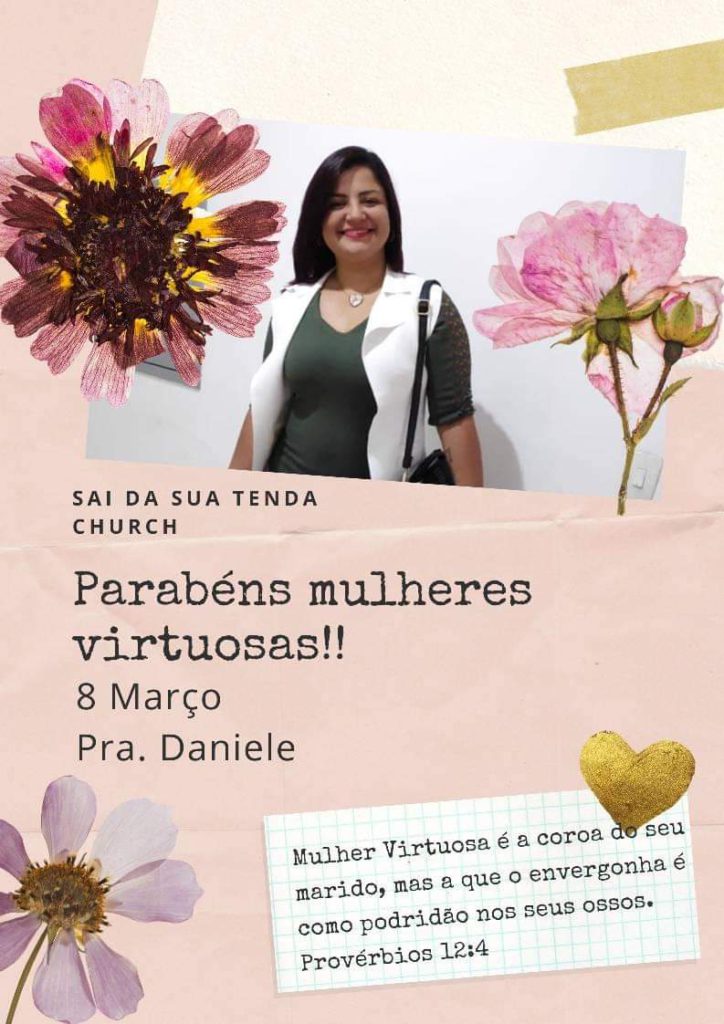 SAI DA SUA TENDA
CHURCH
Parabéns mulheres
virtuosas!!
8 Março
Pra. Daniele
Mulher Virtuosa é a coroa do seu
marido, mas a que o envergonha é
como podridão nos seus ossos.
Provérbios 12:4